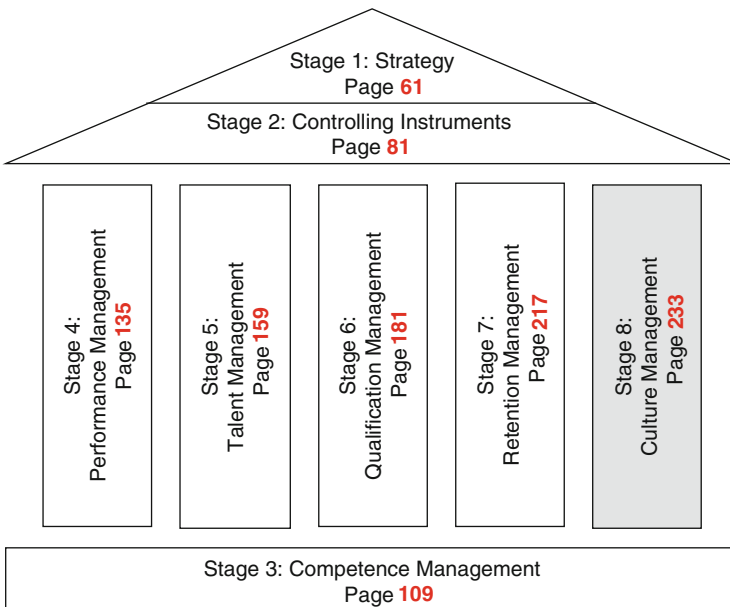 Stage 1: Strategy
Page 61
Stage 2: Controlling Instruments
Page 81
Stage 4:
Performance Management
Page 135
Stage 5:
Talent Management
Page 159
Stage 6:
Qualification Management
Page 181
Stage 7:
Retention Management
Page 217
Stage 8:
Culture Management
Page 233
Stage 3: Competence Management
Page 109